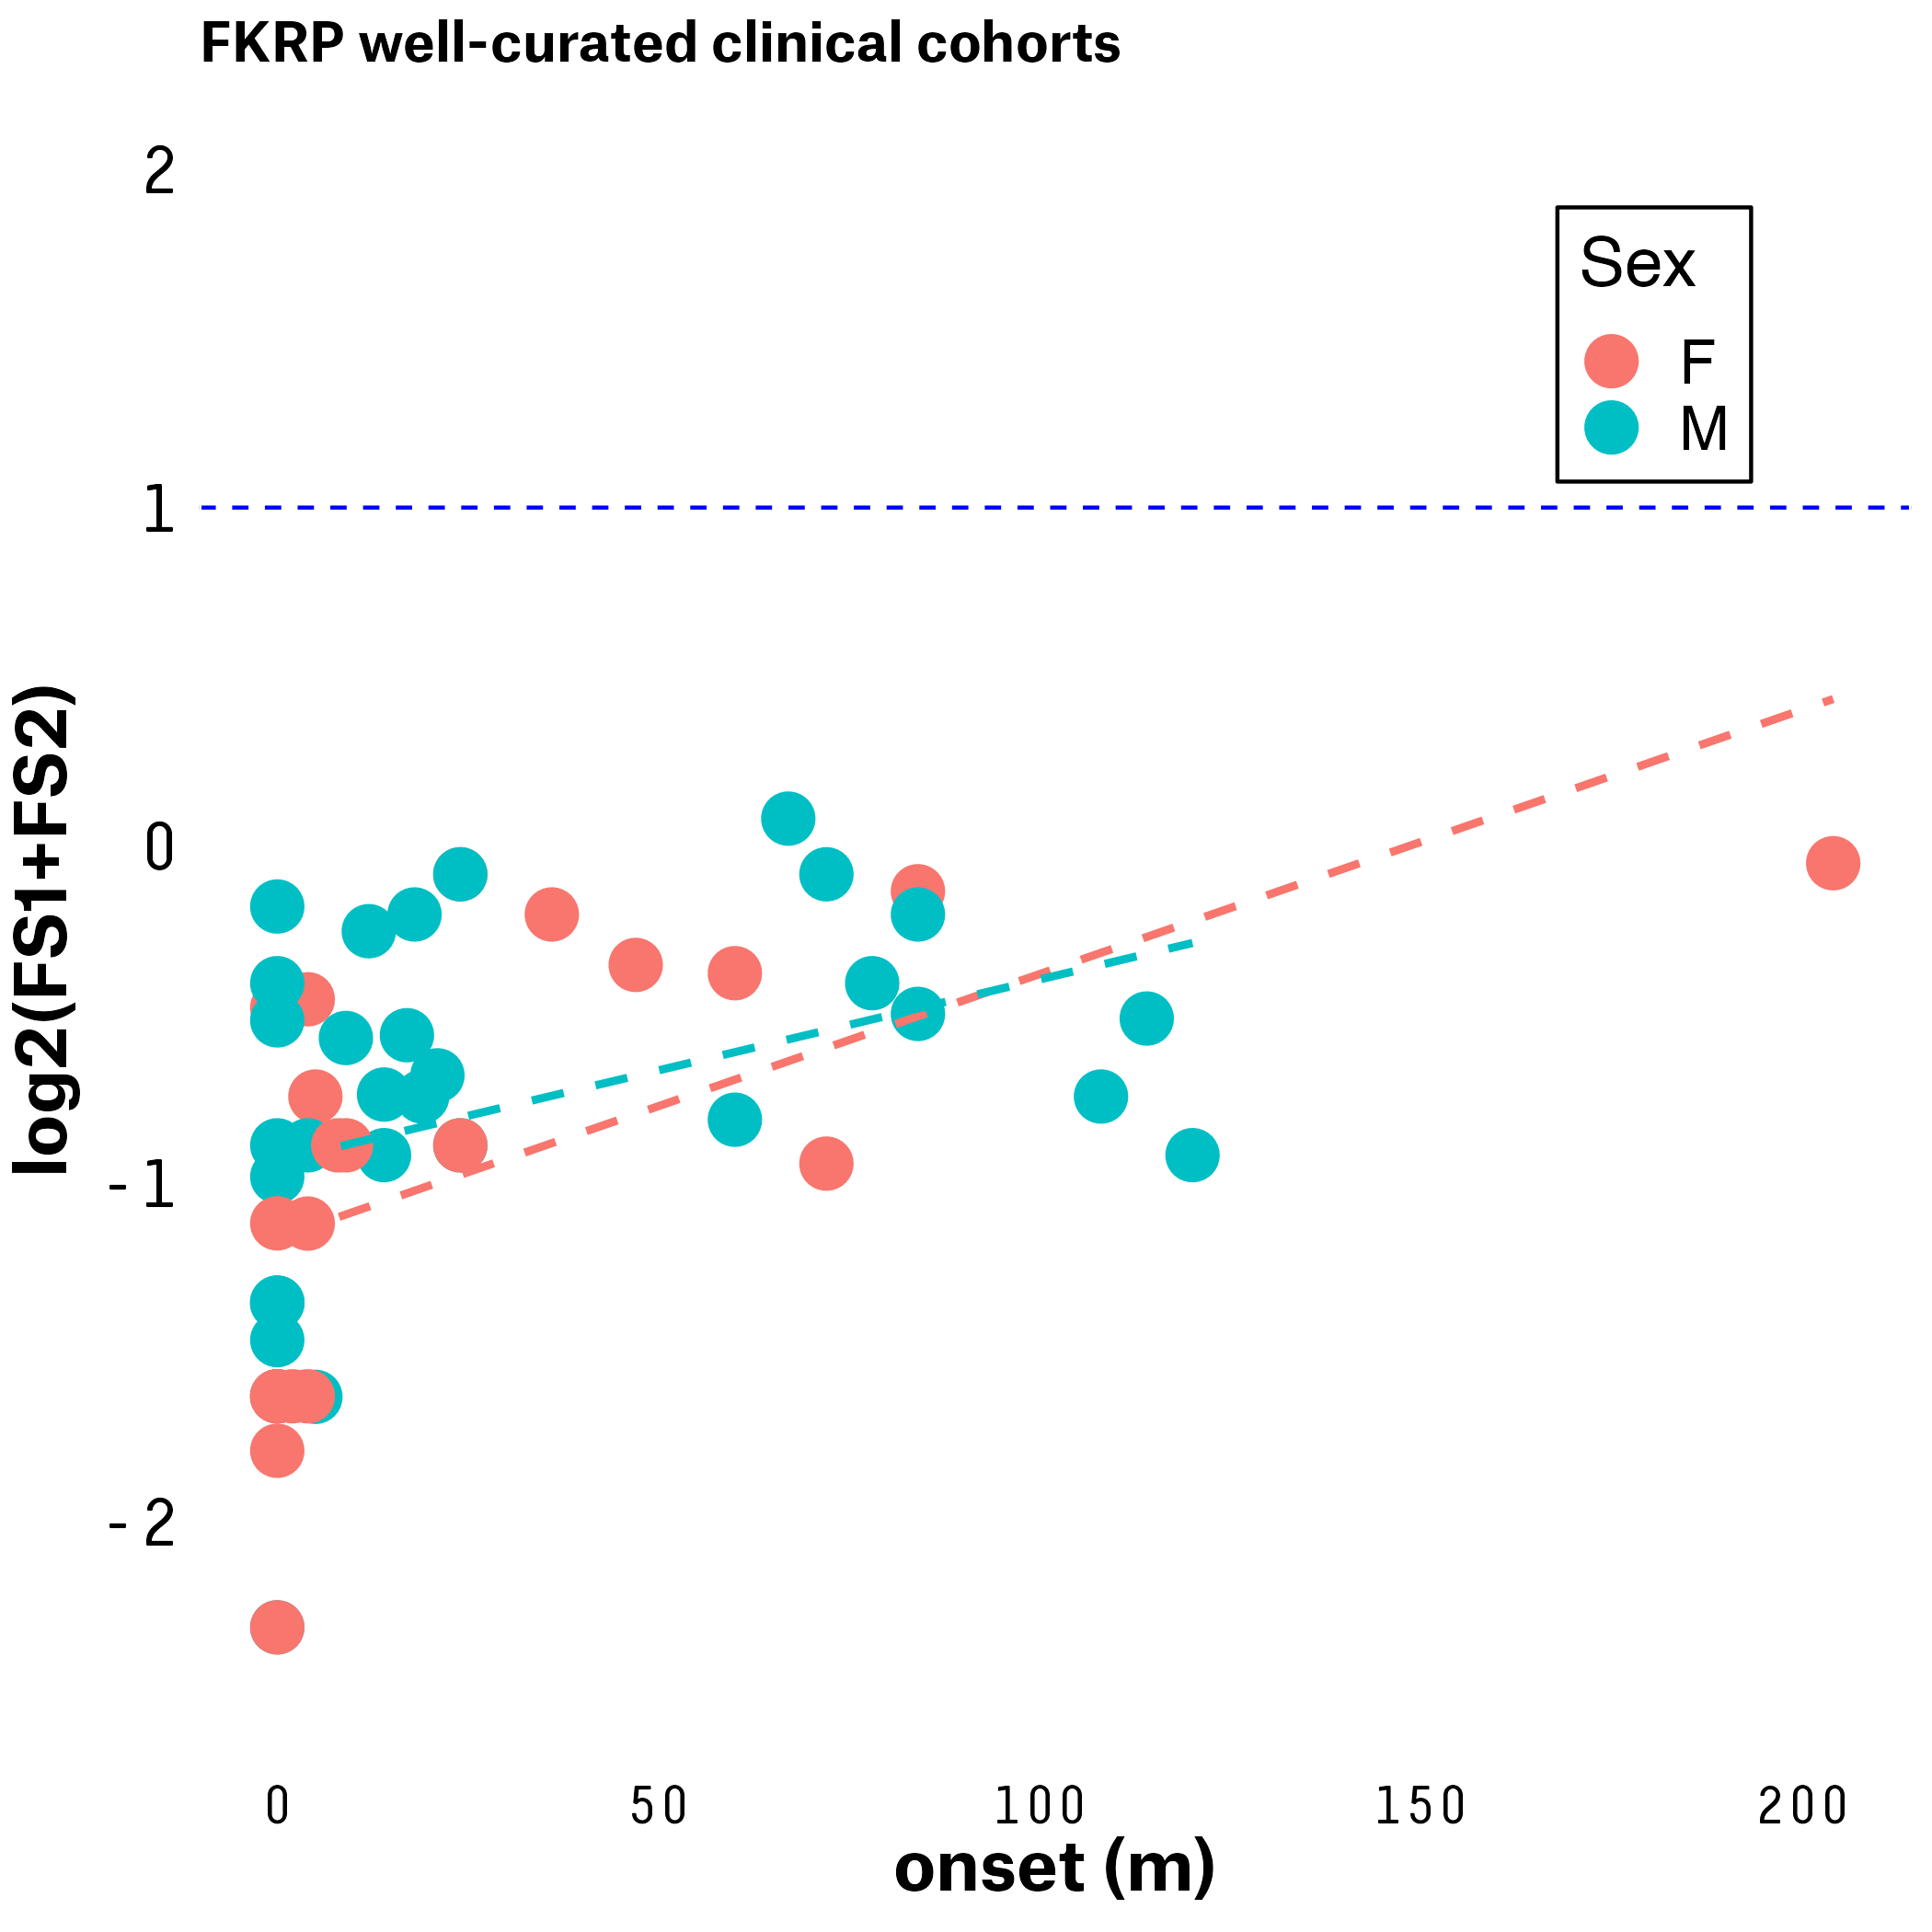 FKRP well-curated clinical cohorts
2
Sex
F
M
1
log2(FS1+FS2)
0
-1
-2
0 50 100 150 200
onset (m)